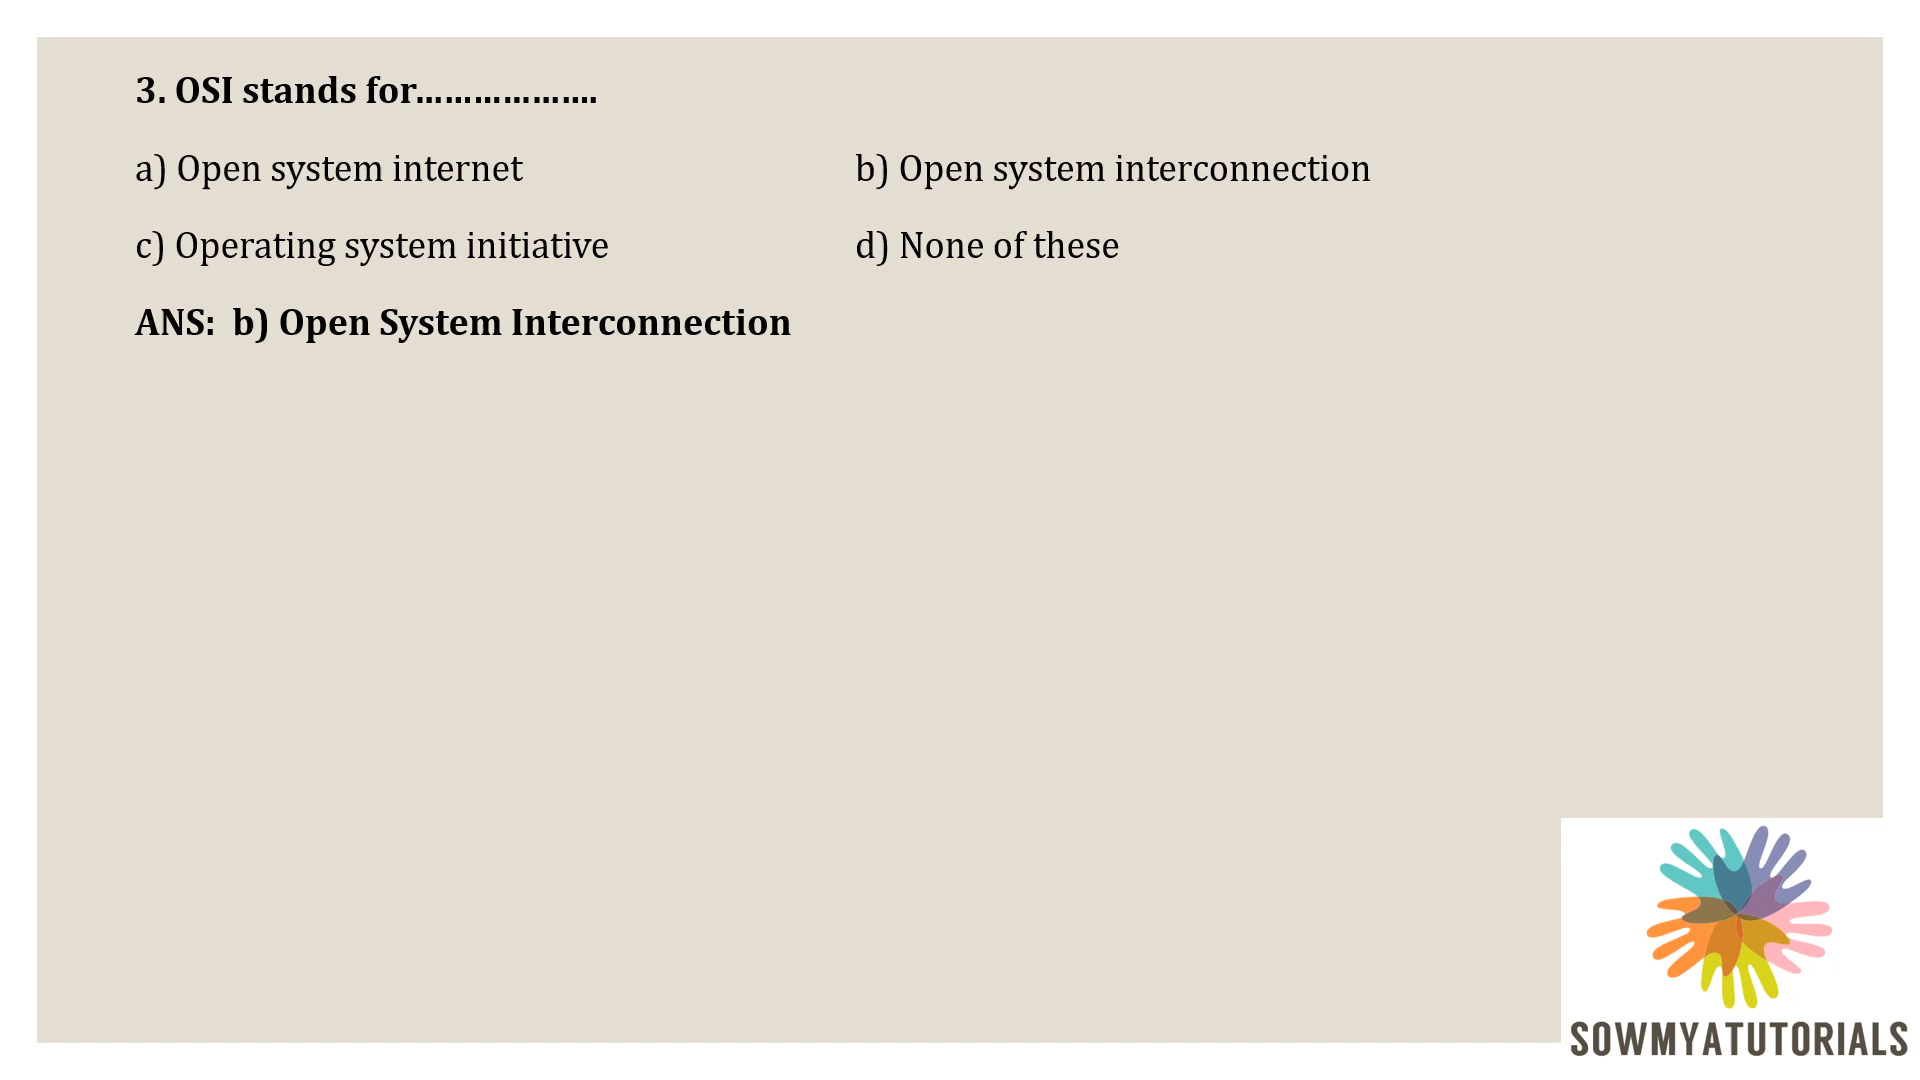 3. OSI stands for……………….
a) Open system internet b) Open system interconnection
c) Operating system initiative d) None of these
ANS: b) Open System Interconnection
SOWMYATUTORIALS